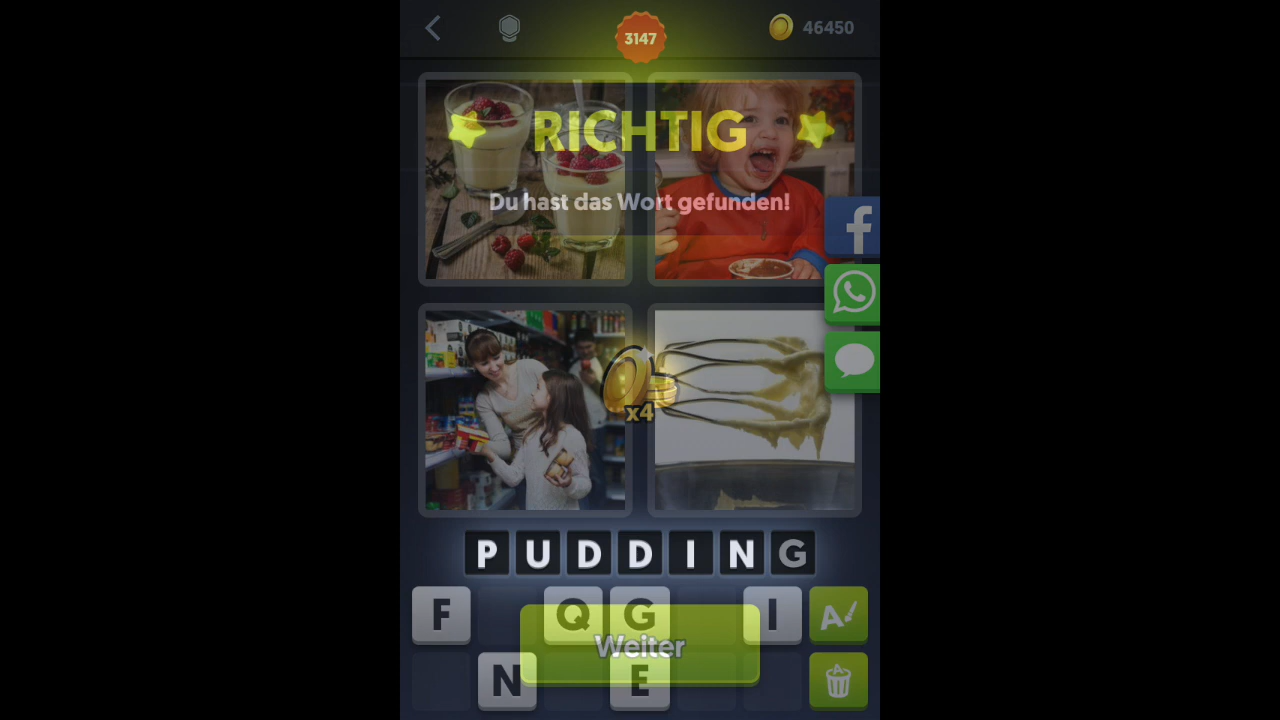 3147
46450
RICHTIG
Du hast das Wort gefunden!
x4
PUDDING
F Q G I A
Weiter
N E